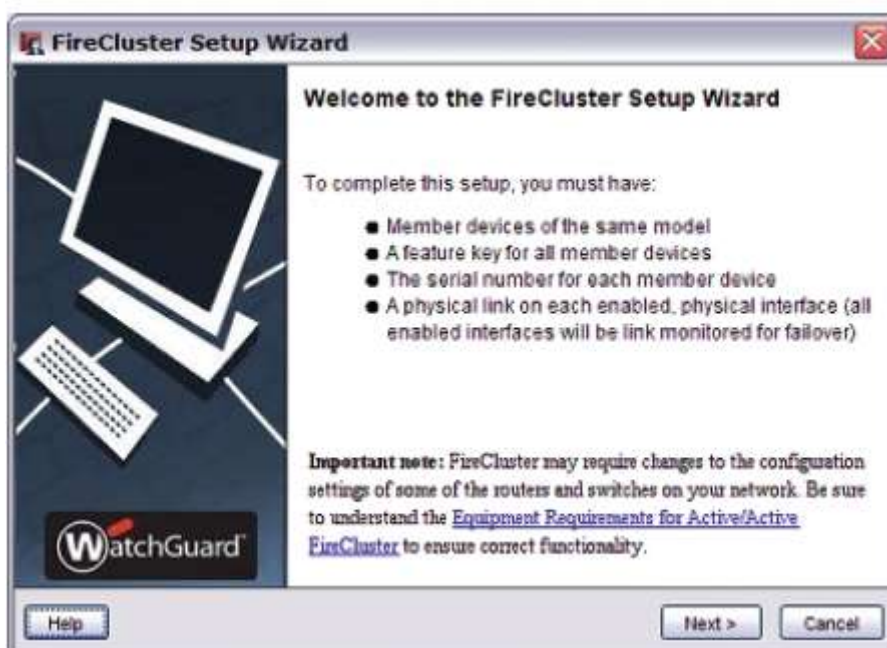 FireCluster Setup Wizard
Welcome to the FireCluster Setup Wizard
To complete this setup, you must have:
● Member devices of the same model
● A feature key for all member devices
● The serial number for each member device
● A physical link on each enabled, physical interface (all
enabled interfaces will be link monitored for failover)
Important note: FireCluster may require changes to the configuration
settings of some of the routers and switches on your network. Be sure
to understand the Equipment Requirements for Active/Active
FireCluster to ensure correct functionality.
WatchGuard
Help
Next >
Cancel